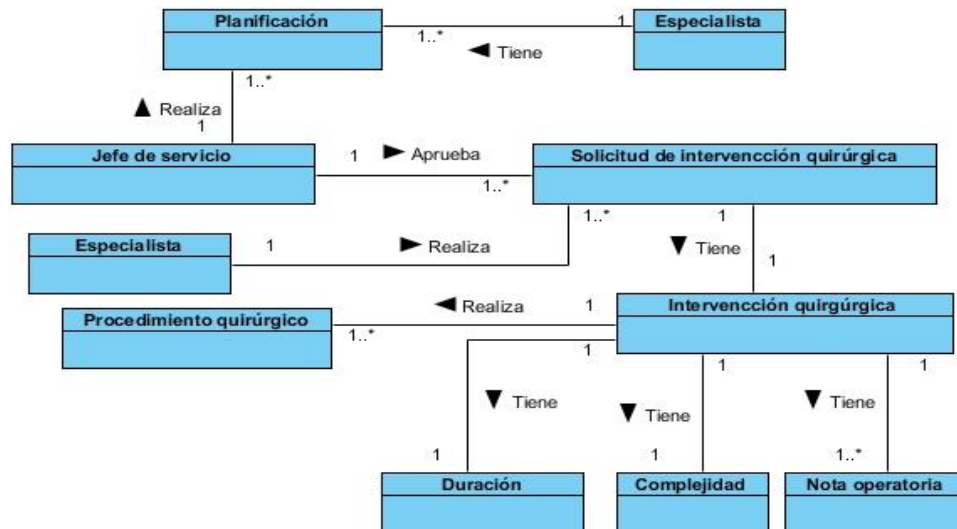 Planificación
1
Especialista
1..*
◄ Tiene
1..*
▲ Realiza
1
Jefe de servicio
1
► Aprueba
Solicitud de intervencción quirúrgica
1..*
1..*
1
Especialista
1
► Realiza
▼ Tiene
1
Procedimiento quirúrgico
◄ Realiza
1
Intervencción quirgúrgica
1..*
1
1
1
▼ Tiene
▼ Tiene
▼ Tiene
1
1
1..*
Duración
Complejidad
Nota operatoria